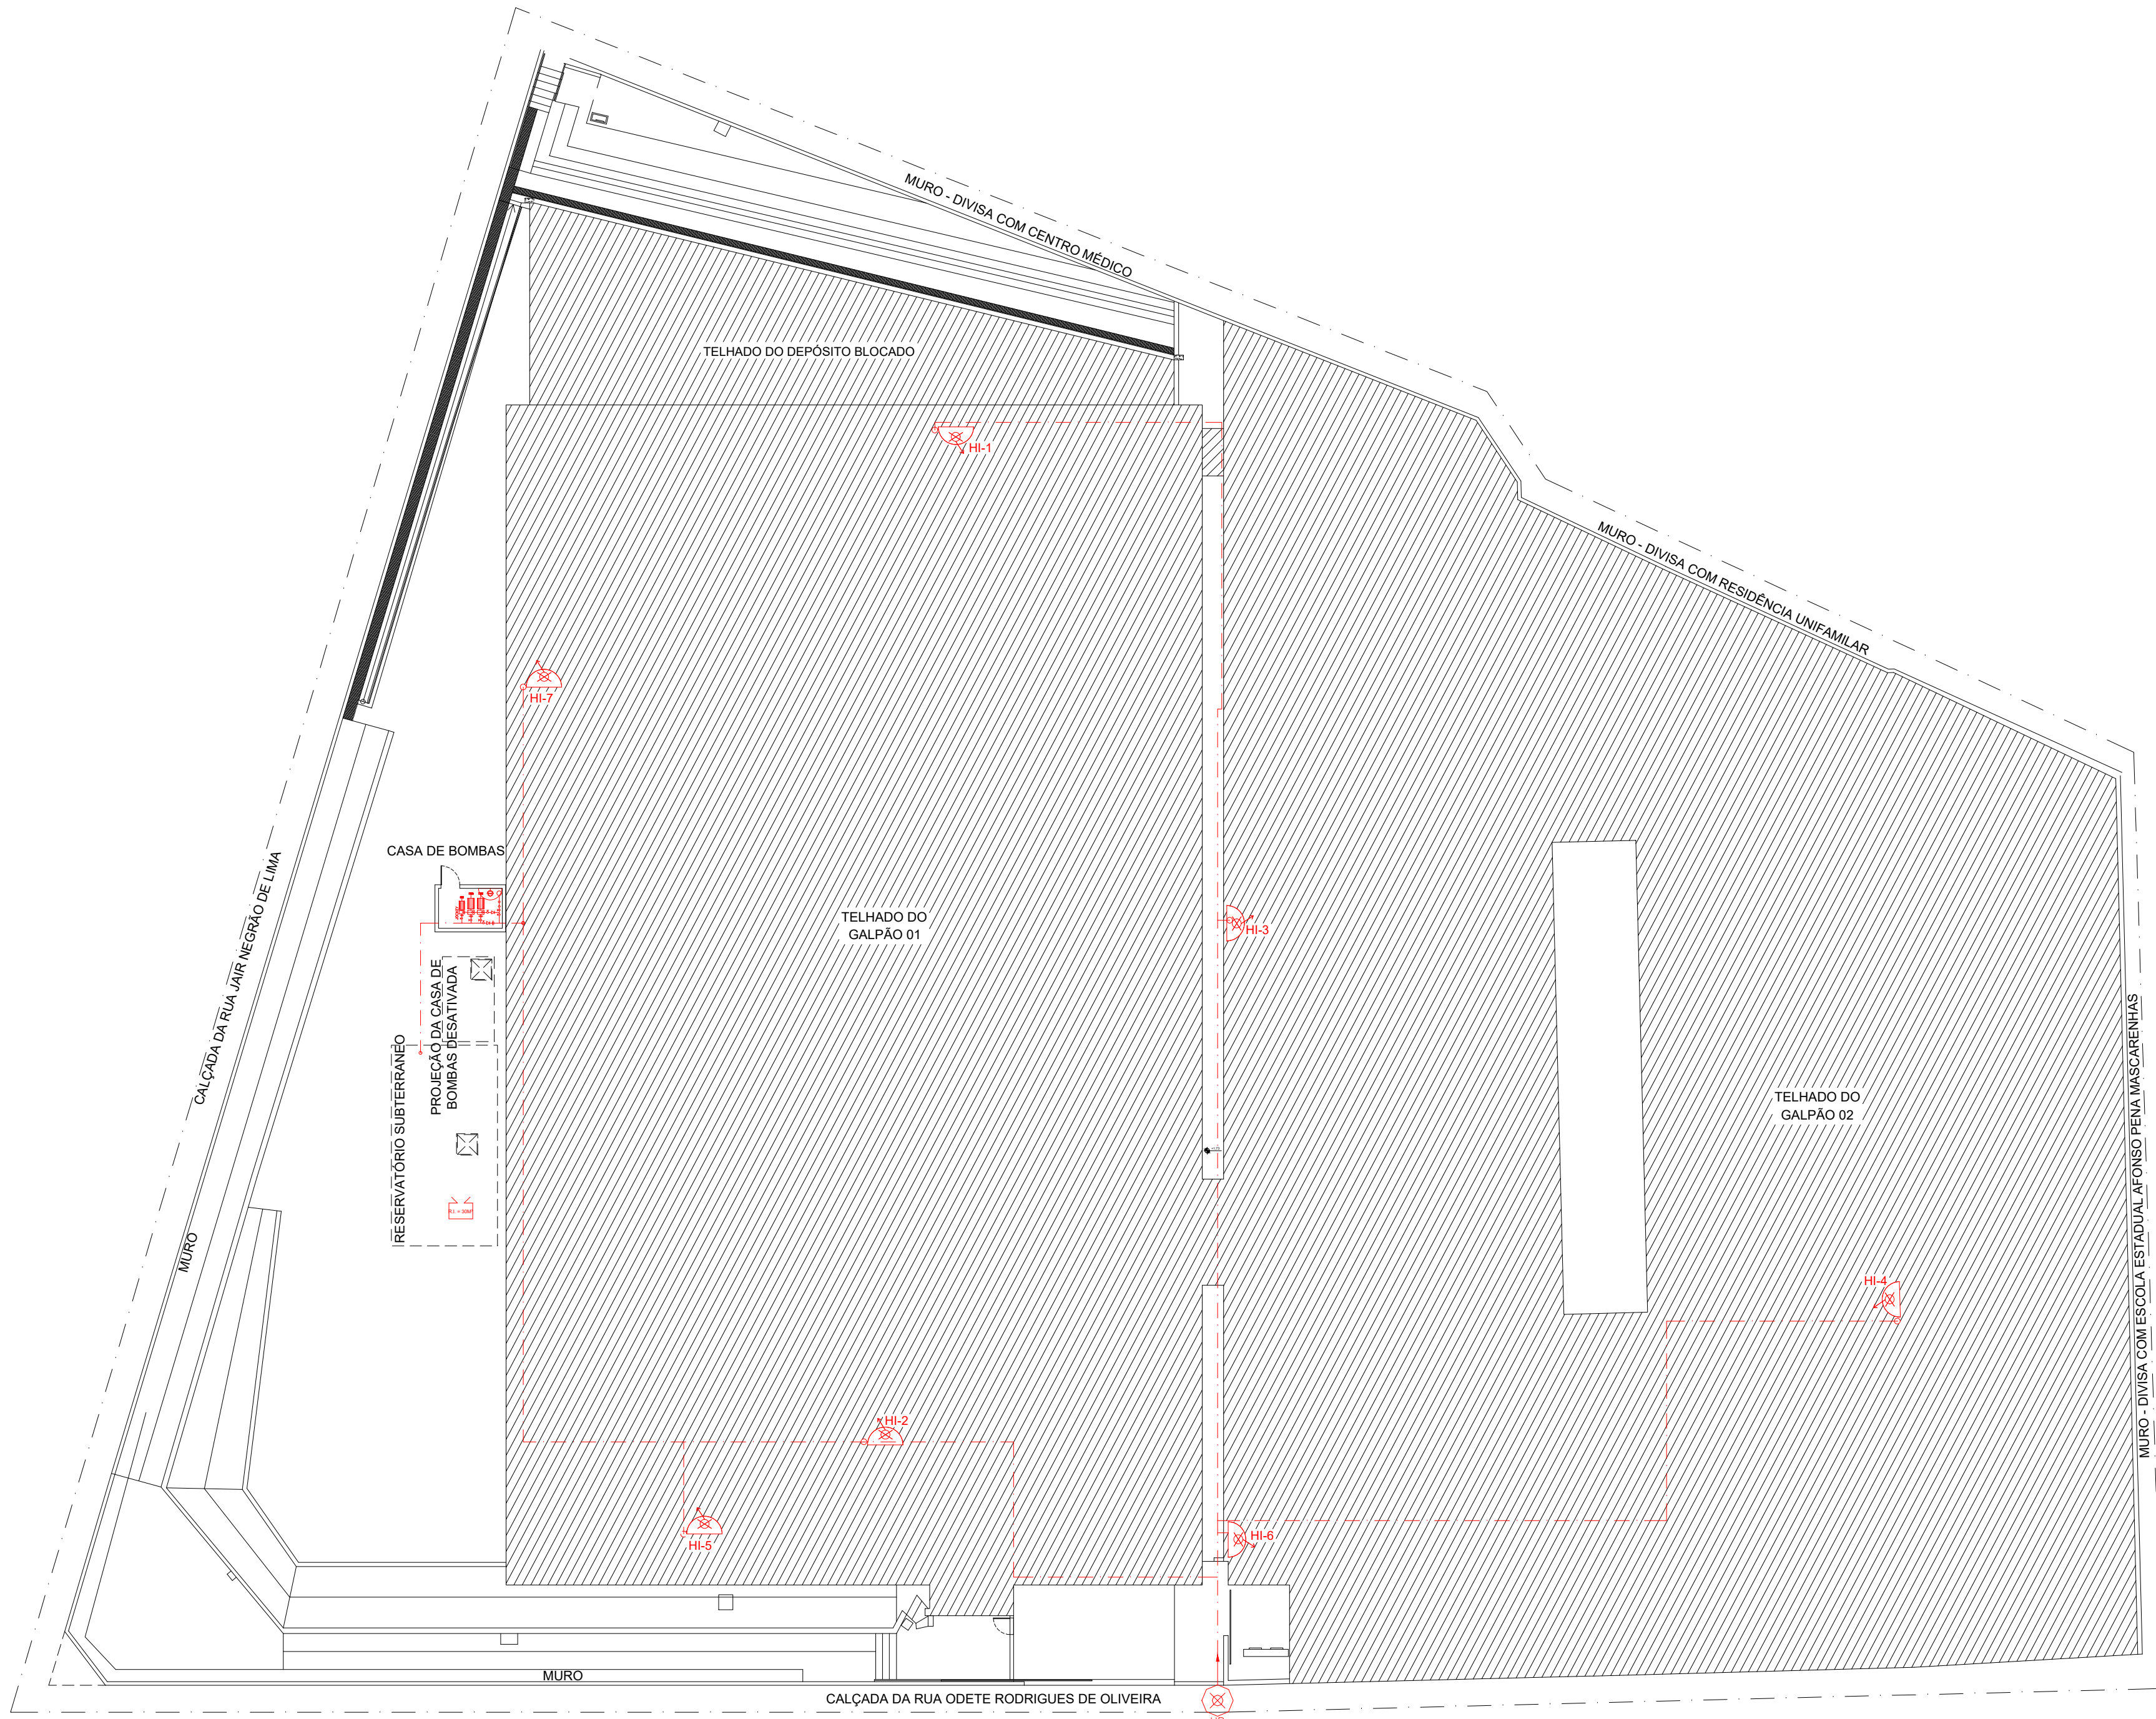 MURO - DIVISA COM CENTRO MÉDICO
TELHADO DO DEPÓSITO BLOCADO
HI-1
MURO - DIVISA COM RESIDÊNCIA UNIFAMILAR
HI-7
CASA DE BOMBAS
CALÇADA DA RUA JAIR NEGRÃO DE LIMA
TELHADO DO
GALPÃO 01
HI-3
PROJEÇÃO DA CASA DE
BOMBAS DESATIVADA
RESERVATÓRIO SUBTERRANEO
TELHADO DO
GALPÃO 02
MURO - DIVISA COM ESCOLA ESTADUAL AFONSO PENA MASCARENHAS
MURO
HI-4
HI-2
HI-5
HI-6
MURO
CALÇADA DA RUA ODETE RODRIGUES DE OLIVEIRA